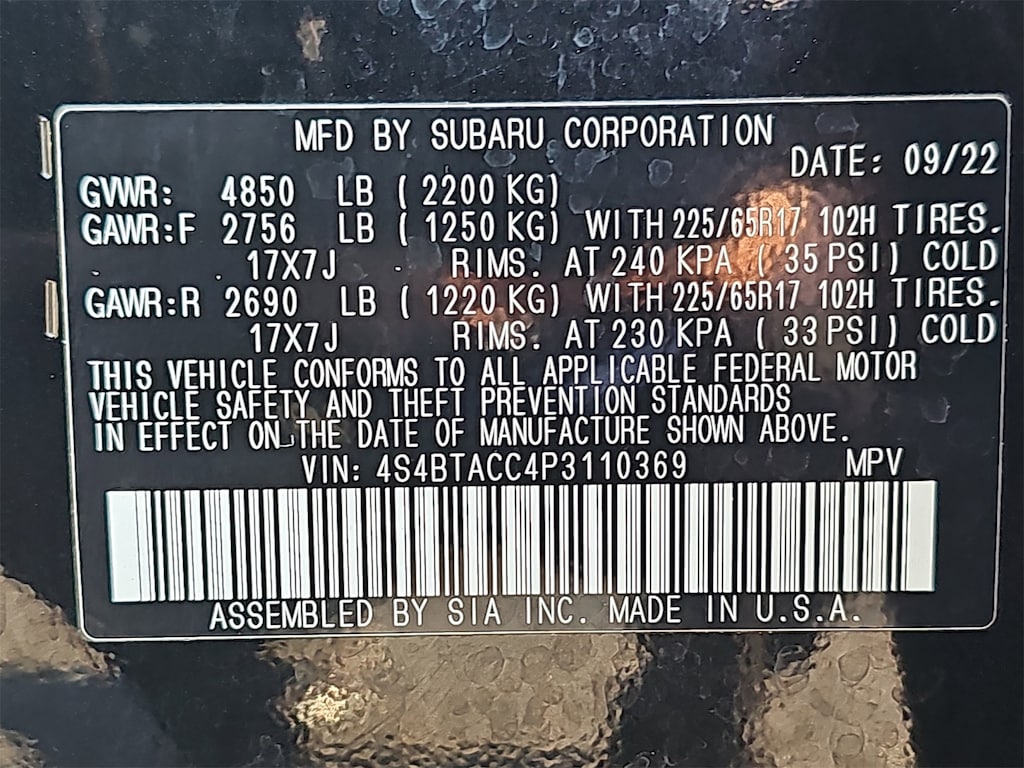 MFD BY SUBARU CORPORATION
DATE: 09/22
GVWR: 4850 LB ( 2200 KG)
GAWR:F 2756 LB ( 1250 KG) WITH 225/65R17 102H TIRES.
17X7J RIMS. AT 240 KPA ( 35 PSI) COLD
GAWR:R 2690 LB ( 1220 KG) WITH 225/65R17 102H TIRES.
17X7J RIMS. AT 230 KPA ( 33 PSI) COLD
THIS VEHICLE CONFORMS TO ALL APPLICABLE FEDERAL MOTOR
VEHICLE SAFETY AND THEFT PREVENTION STANDARDS
IN EFFECT ON THE DATE OF MANUFACTURE SHOWN ABOVE.
VIN: 4S4BTACC4P3110369 MPV
ASSEMBLED BY SIA INC. MADE IN U.S.A.